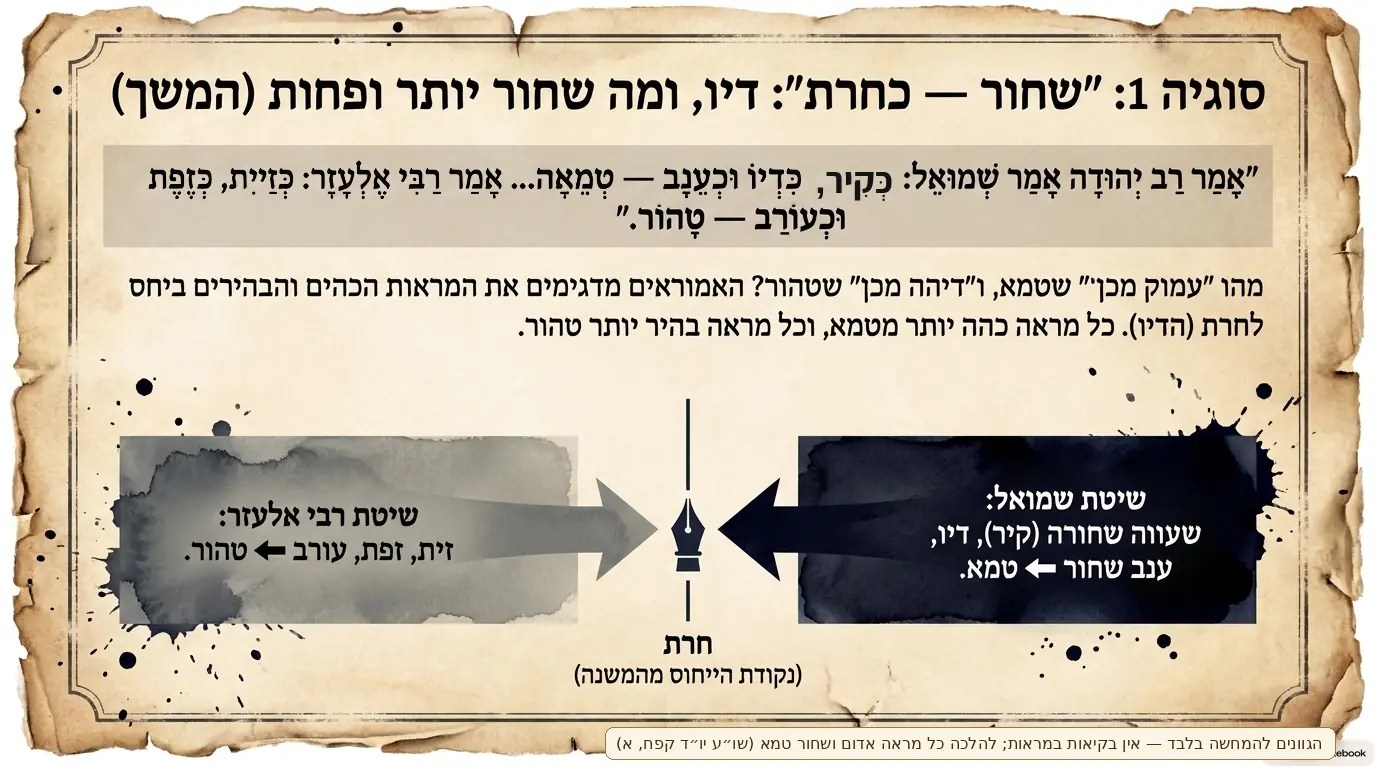 סוגיה 1: "שחור — כחרת": דיו, ומה שחור יותר ופחות (המשך)
"אָמַר רַב יְהוּדָה אָמַר שְׁמוּאֵל: כְּקִיר, כִּדְיוֹ וּכְעֵנָב — טְמֵאָה... אָמַר רַבִּי אֶלְעָזָר: כְּזַיִית, כְּזֶפֶת
וּכְעוֹרֵב — טָהוֹר."
מהו "עמוק מכן" שטמא, ו"דיהה מכן" שטהור? האמוראים מדגימים את המראות הכהים והבהירים ביחס
לחרת (הדיו). כל מראה כהה יותר מטמא, וכל מראה בהיר יותר טהור.
שיטת שמואל:
שעווה שחורה (קיר), דיו,
ענב שחור ⬅ טמא.
שיטת רבי אלעזר:
זית, זפת, עורב ⬅ טהור.
חרת
(נקודת הייחוס מהמשנה)
הגוונים להמחשה בלבד — אין בקיאות במראות; להלכה כל מראה אדום ושחור טמא (שו״ע יו״ד קפח, א)
ebook